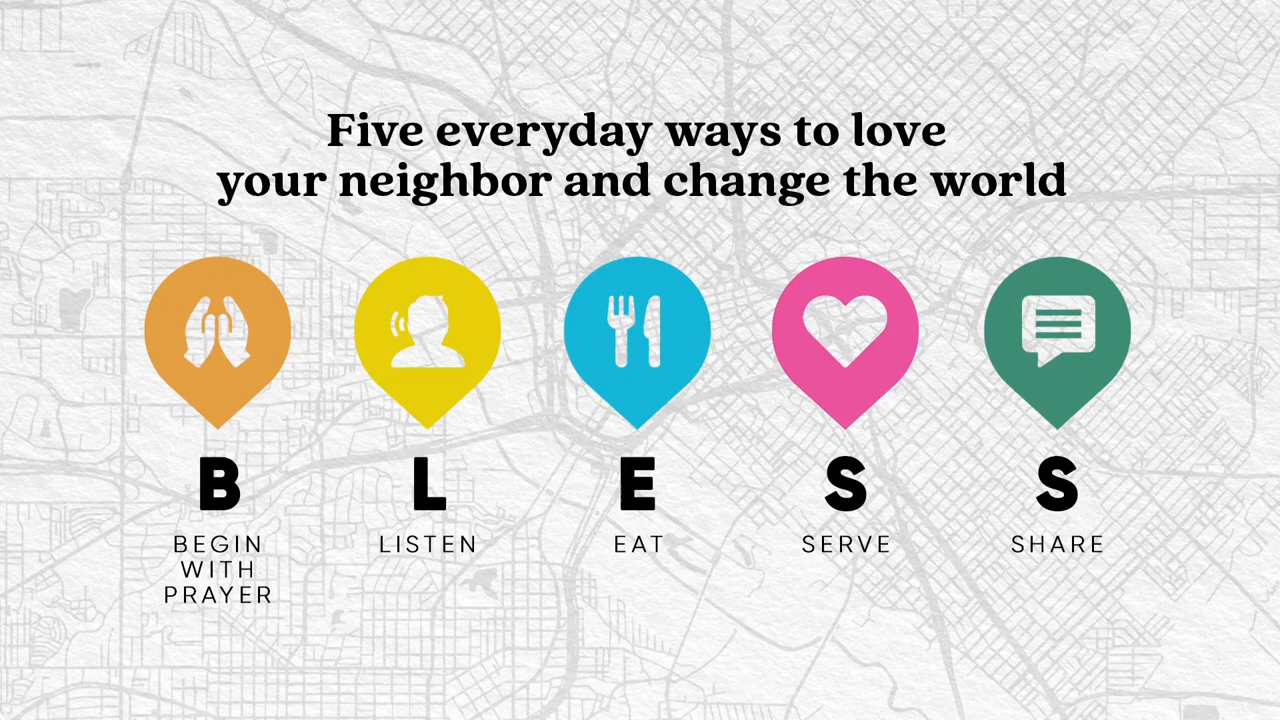 Five everyday ways to love
your neighbor and change the world
B L E S S
BEGIN WITH PRAYER
LISTEN
EAT
SERVE
SHARE